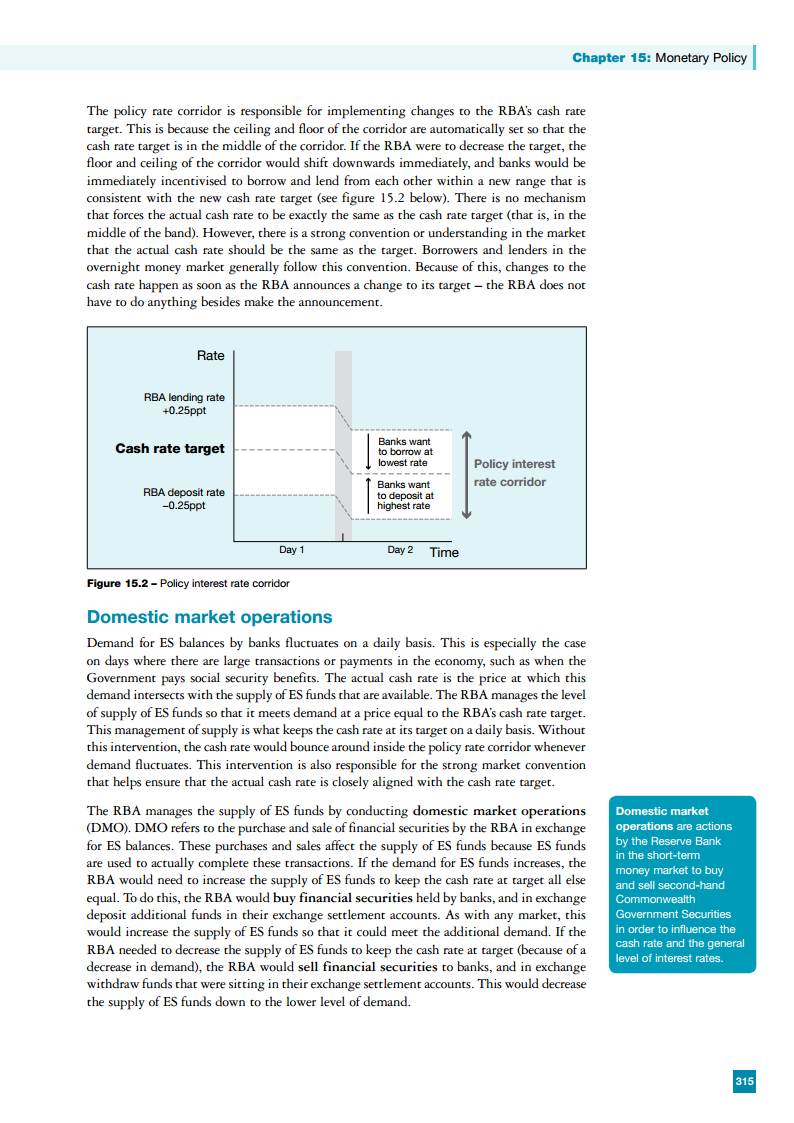 Chapter 15: Monetary Policy
The policy rate corridor is responsible for implementing changes to the RBA's cash rate
target. This is because the ceiling and floor of the corridor are automatically set so that the
cash rate target is in the middle of the corridor. If the RBA were to decrease the target, the
floor and ceiling of the corridor would shift downwards immediately, and banks would be
immediately incentivised to borrow and lend from each other within a new range that is
consistent with the new cash rate target (see figure 15.2 below). There is no mechanism
that forces the actual cash rate to be exactly the same as the cash rate target (that is, in the
middle of the band). However, there is a strong convention or understanding in the market
that the actual cash rate should be the same as the target. Borrowers and lenders in the
overnight money market generally follow this convention. Because of this, changes to the
cash rate happen as soon as the RBA announces a change to its target – the RBA does not
have to do anything besides make the announcement.
Rate
RBA lending rate
+0.25ppt
Cash rate target
RBA deposit rate
–0.25ppt
Banks want
to borrow at
lowest rate
Banks want
to deposit at
highest rate
Policy interest
rate corridor
Day 1
Day 2
Time
Figure 15.2 – Policy interest rate corridor
Domestic market operations
Demand for ES balances by banks fluctuates on a daily basis. This is especially the case
on days where there are large transactions or payments in the economy, such as when the
Government pays social security benefits. The actual cash rate is the price at which this
demand intersects with the supply of ES funds that are available. The RBA manages the level
of supply of ES funds so that it meets demand at a price equal to the RBA's cash rate target.
This management of supply is what keeps the cash rate at its target on a daily basis. Without
this intervention, the cash rate would bounce around inside the policy rate corridor whenever
demand fluctuates. This intervention is also responsible for the strong market convention
that helps ensure that the actual cash rate is closely aligned with the cash rate target.
The RBA manages the supply of ES funds by conducting domestic market operations
(DMO). DMO refers to the purchase and sale of financial securities by the RBA in exchange
for ES balances. These purchases and sales affect the supply of ES funds because ES funds
are used to actually complete these transactions. If the demand for ES funds increases, the
RBA would need to increase the supply of ES funds to keep the cash rate at target all else
equal. To do this, the RBA would buy financial securities held by banks, and in exchange
deposit additional funds in their exchange settlement accounts. As with any market, this
would increase the supply of ES funds so that it could meet the additional demand. If the
RBA needed to decrease the supply of ES funds to keep the cash rate at target (because of a
decrease in demand), the RBA would sell financial securities to banks, and in exchange
withdraw funds that were sitting in their exchange settlement accounts. This would decrease
the supply of ES funds down to the lower level of demand.
Domestic market
operations are actions
by the Reserve Bank
in the short-term
money market to buy
and sell second-hand
Commonwealth
Government Securities
in order to influence the
cash rate and the general
level of interest rates.
315